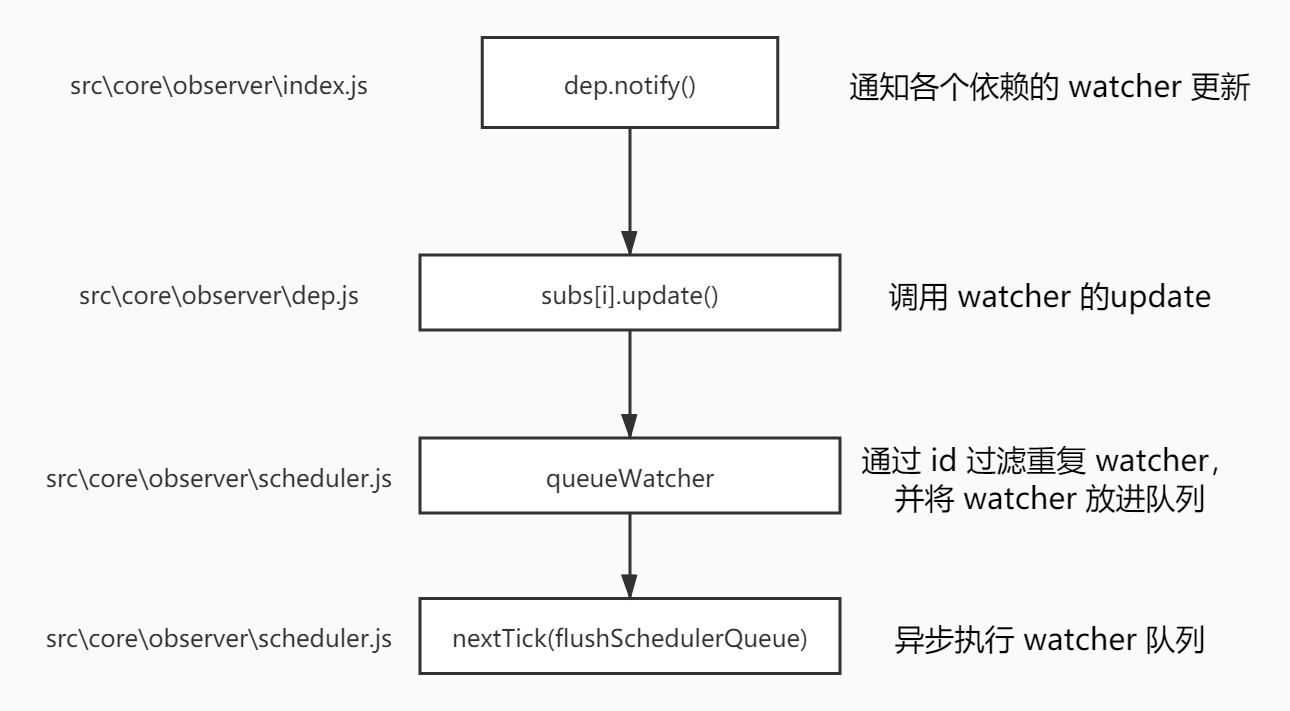 src\core\observer\index.js
dep.notify()
通知各个依赖的 watcher 更新
src\core\observer\dep.js
subs[i].update()
调用 watcher 的update
src\core\observer\scheduler.js
queueWatcher
通过 id 过滤重复 watcher，
并将 watcher 放进队列
src\core\observer\scheduler.js
nextTick(flushSchedulerQueue)
异步执行 watcher 队列